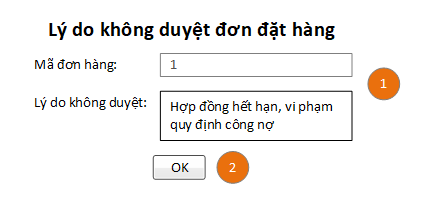 Lý do không duyệt đơn đặt hàng
Mã đơn hàng: 1
1
Lý do không duyệt: Hợp đồng hết hạn, vi phạm
quy định công nợ
OK 2